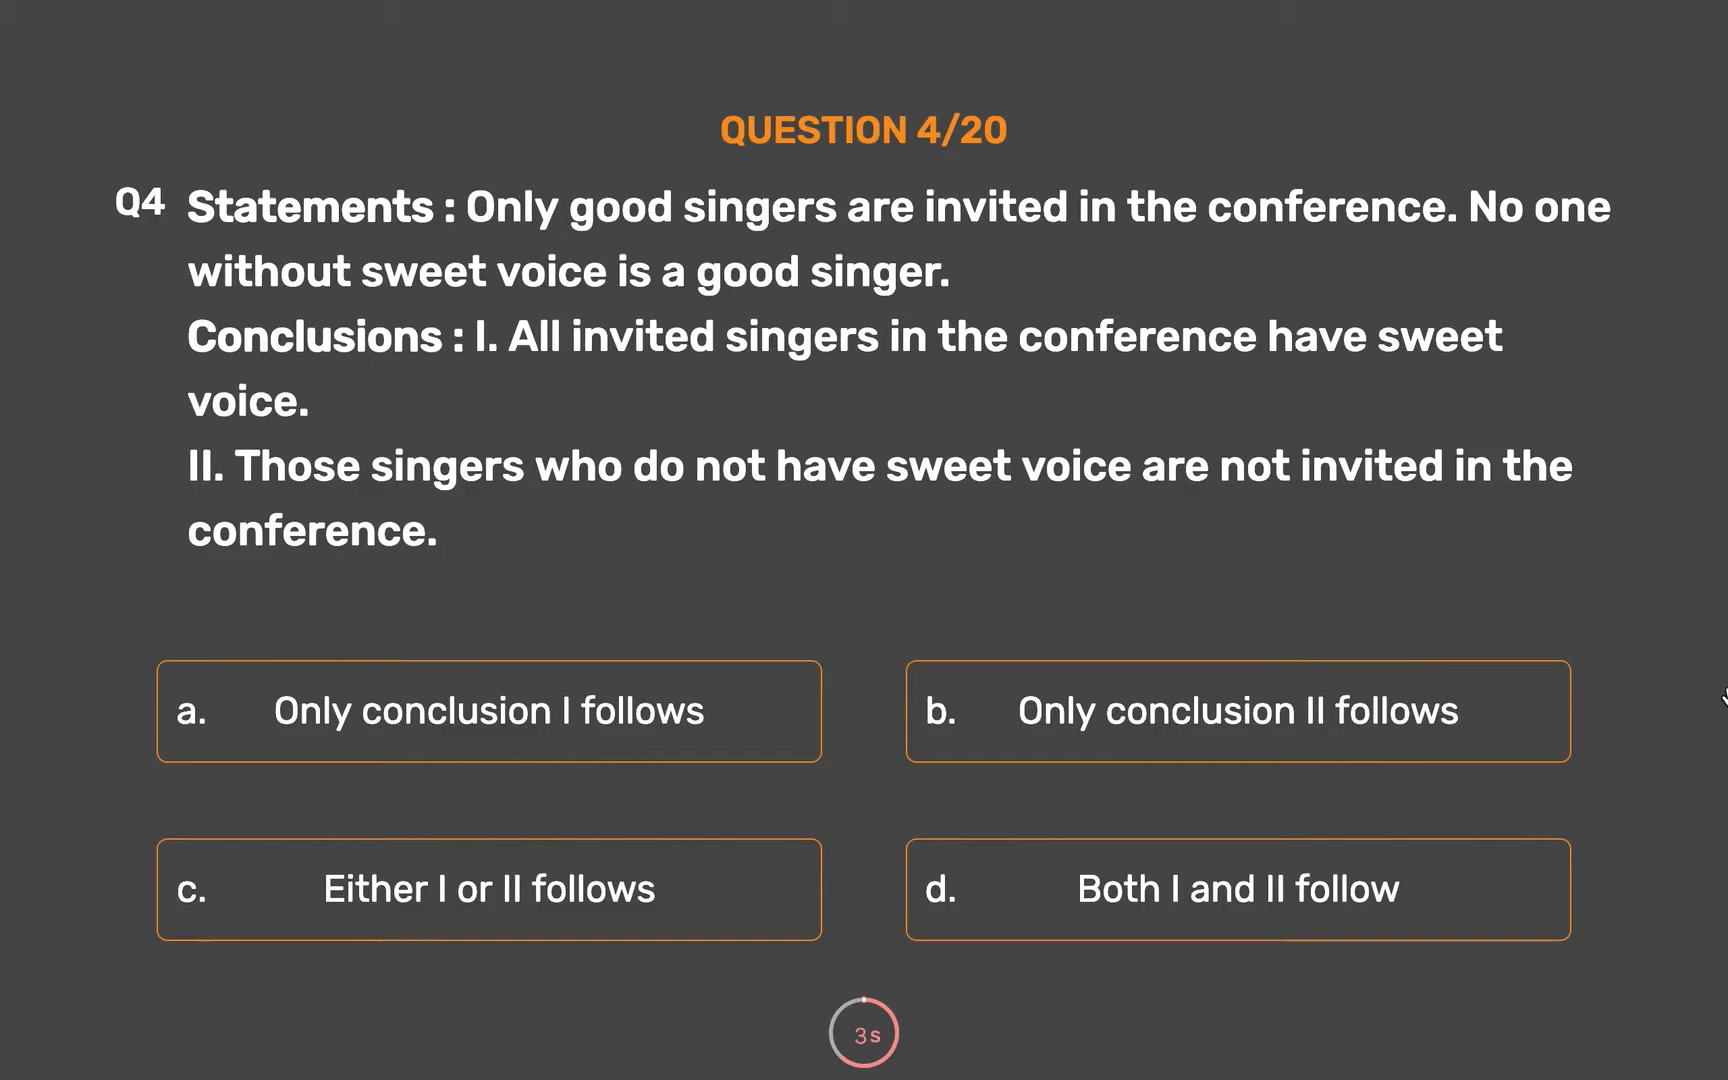 QUESTION 4/20
Q4 Statements : Only good singers are invited in the conference. No one
without sweet voice is a good singer.
Conclusions : I. All invited singers in the conference have sweet
voice.
II. Those singers who do not have sweet voice are not invited in the
conference.
a. Only conclusion I follows
b. Only conclusion II follows
c. Either I or II follows
d. Both I and II follow
3s